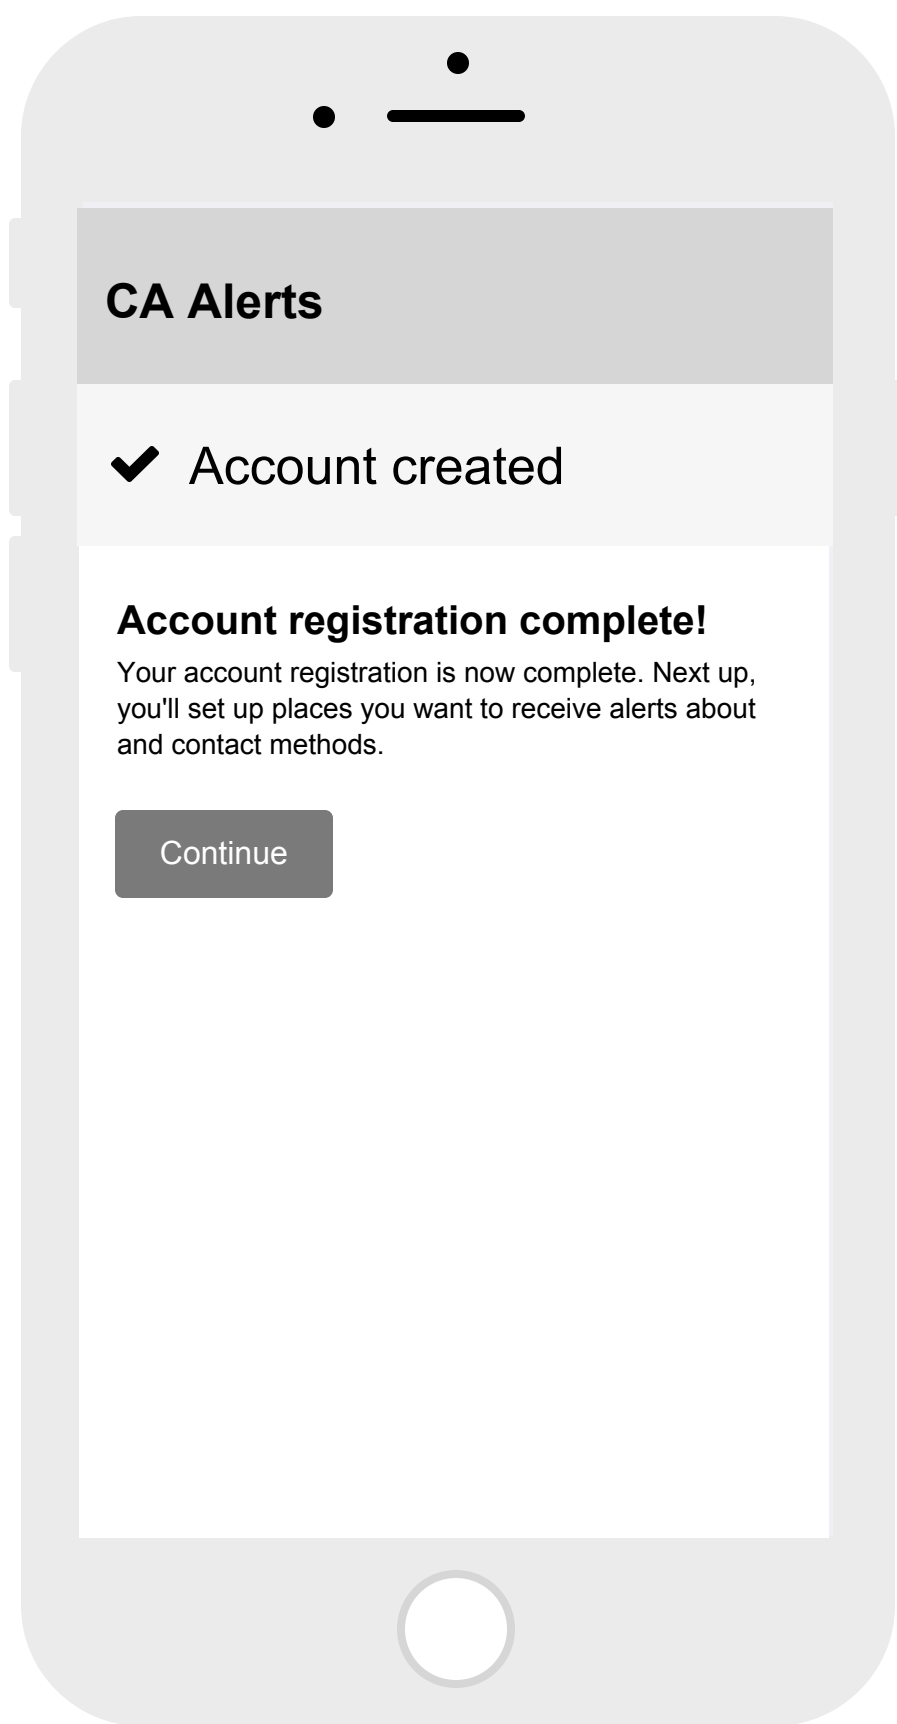 CA Alerts
Account created
Account registration complete!
Your account registration is now complete. Next up,
you'll set up places you want to receive alerts about
and contact methods.
Continue